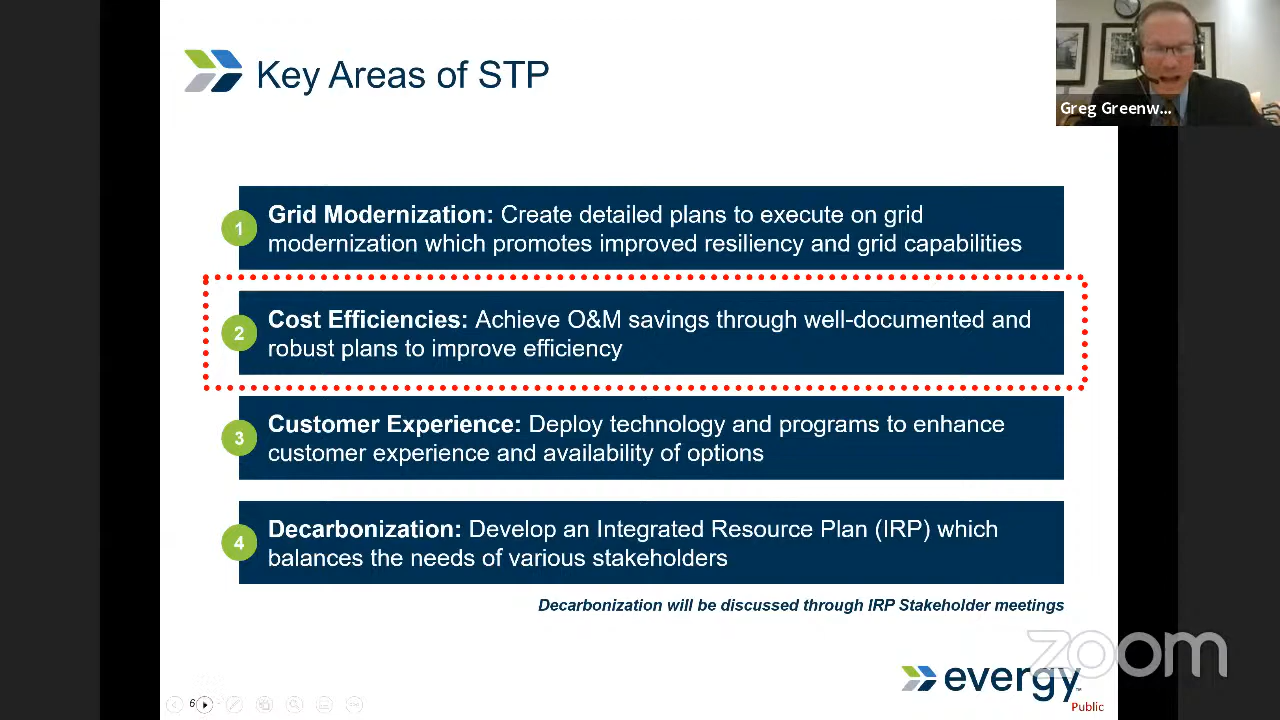 Key Areas of STP
Greg Greenw...
1
Grid Modernization: Create detailed plans to execute on grid
modernization which promotes improved resiliency and grid capabilities
2
Cost Efficiencies: Achieve O&M savings through well-documented and
robust plans to improve efficiency
3
Customer Experience: Deploy technology and programs to enhance
customer experience and availability of options
4
Decarbonization: Develop an Integrated Resource Plan (IRP) which
balances the needs of various stakeholders
Decarbonization will be discussed through IRP Stakeholder meetings
zoom
evergy
Public
6